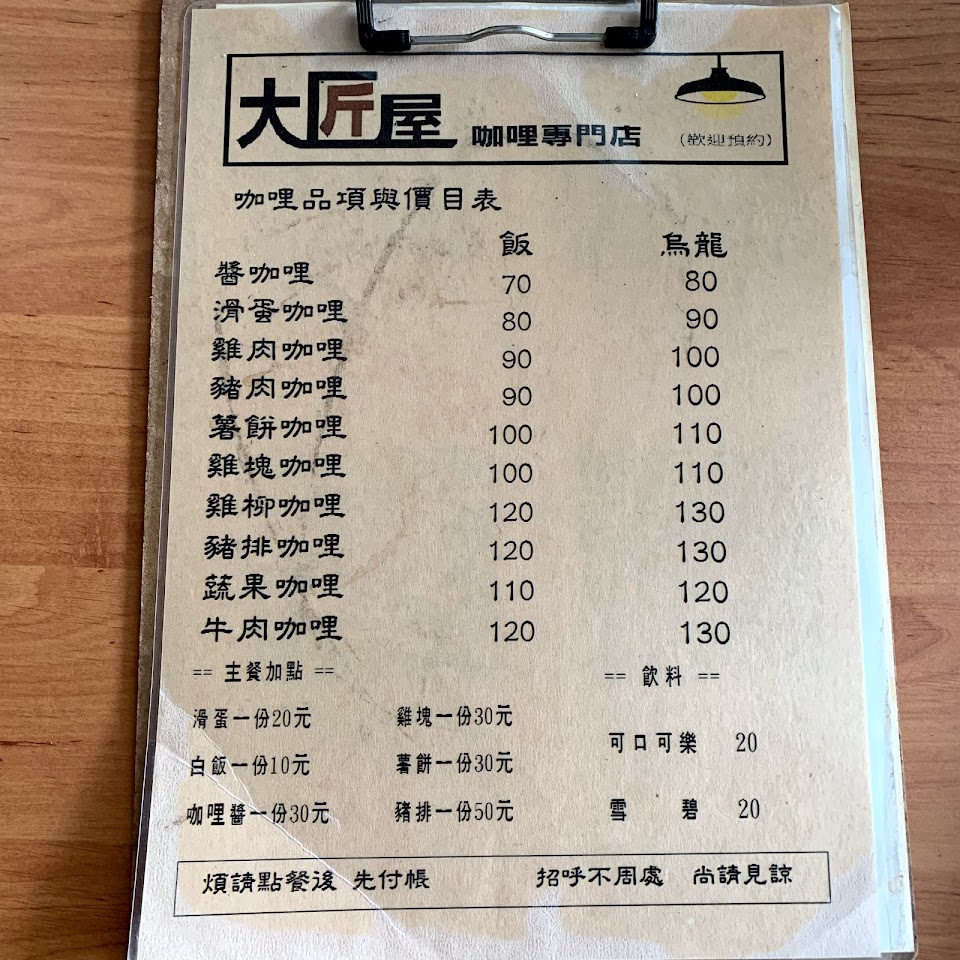 大匠屋 咖哩專門店 (歡迎預約)
咖哩品項與價目表
飯 烏龍
醬咖哩 70 80
滑蛋咖哩 80 90
雞肉咖哩 90 100
豬肉咖哩 90 100
薯餅咖哩 100 110
雞塊咖哩 100 110
雞柳咖哩 120 130
豬排咖哩 120 130
蔬果咖哩 110 120
牛肉咖哩 120 130
== 主餐加點 == == 飲料 ==
滑蛋一份20元 雞塊一份30元
可口可樂 20
白飯一份10元 薯餅一份30元
咖哩醬一份30元 豬排一份50元 雪 碧 20
煩請點餐後 先付帳 招呼不周處 尚請見諒